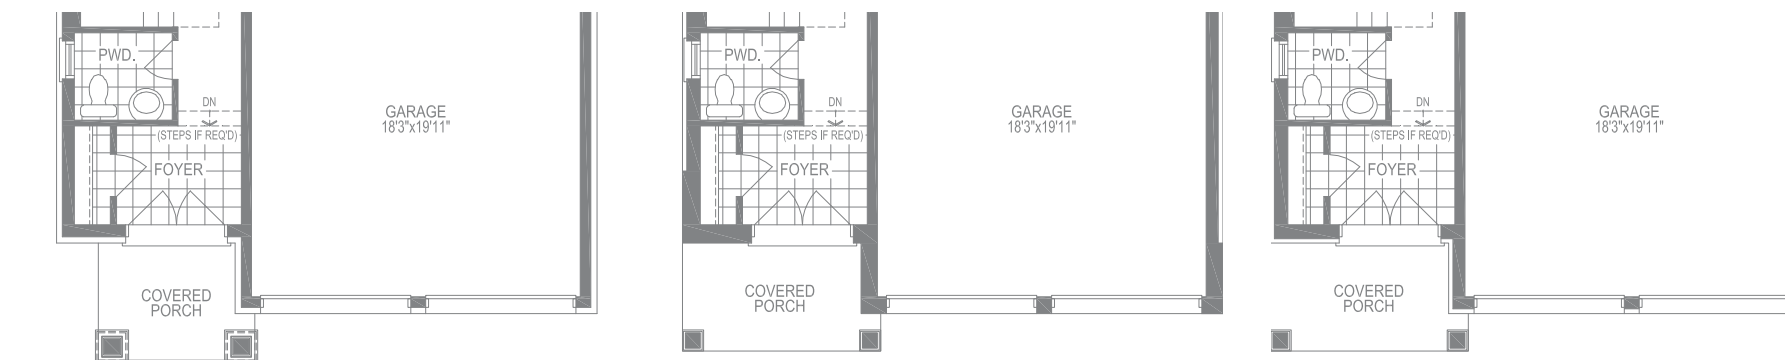 PWD.
GARAGE
18'3"x19'11"
DN
(STEPS IF REQ'D)
FOYER
COVERED
PORCH
PWD.
GARAGE
18'3"x19'11"
DN
(STEPS IF REQ'D)
FOYER
COVERED
PORCH
PWD.
GARAGE
18'3"x19'11"
DN
(STEPS IF REQ'D)
FOYER
COVERED
PORCH